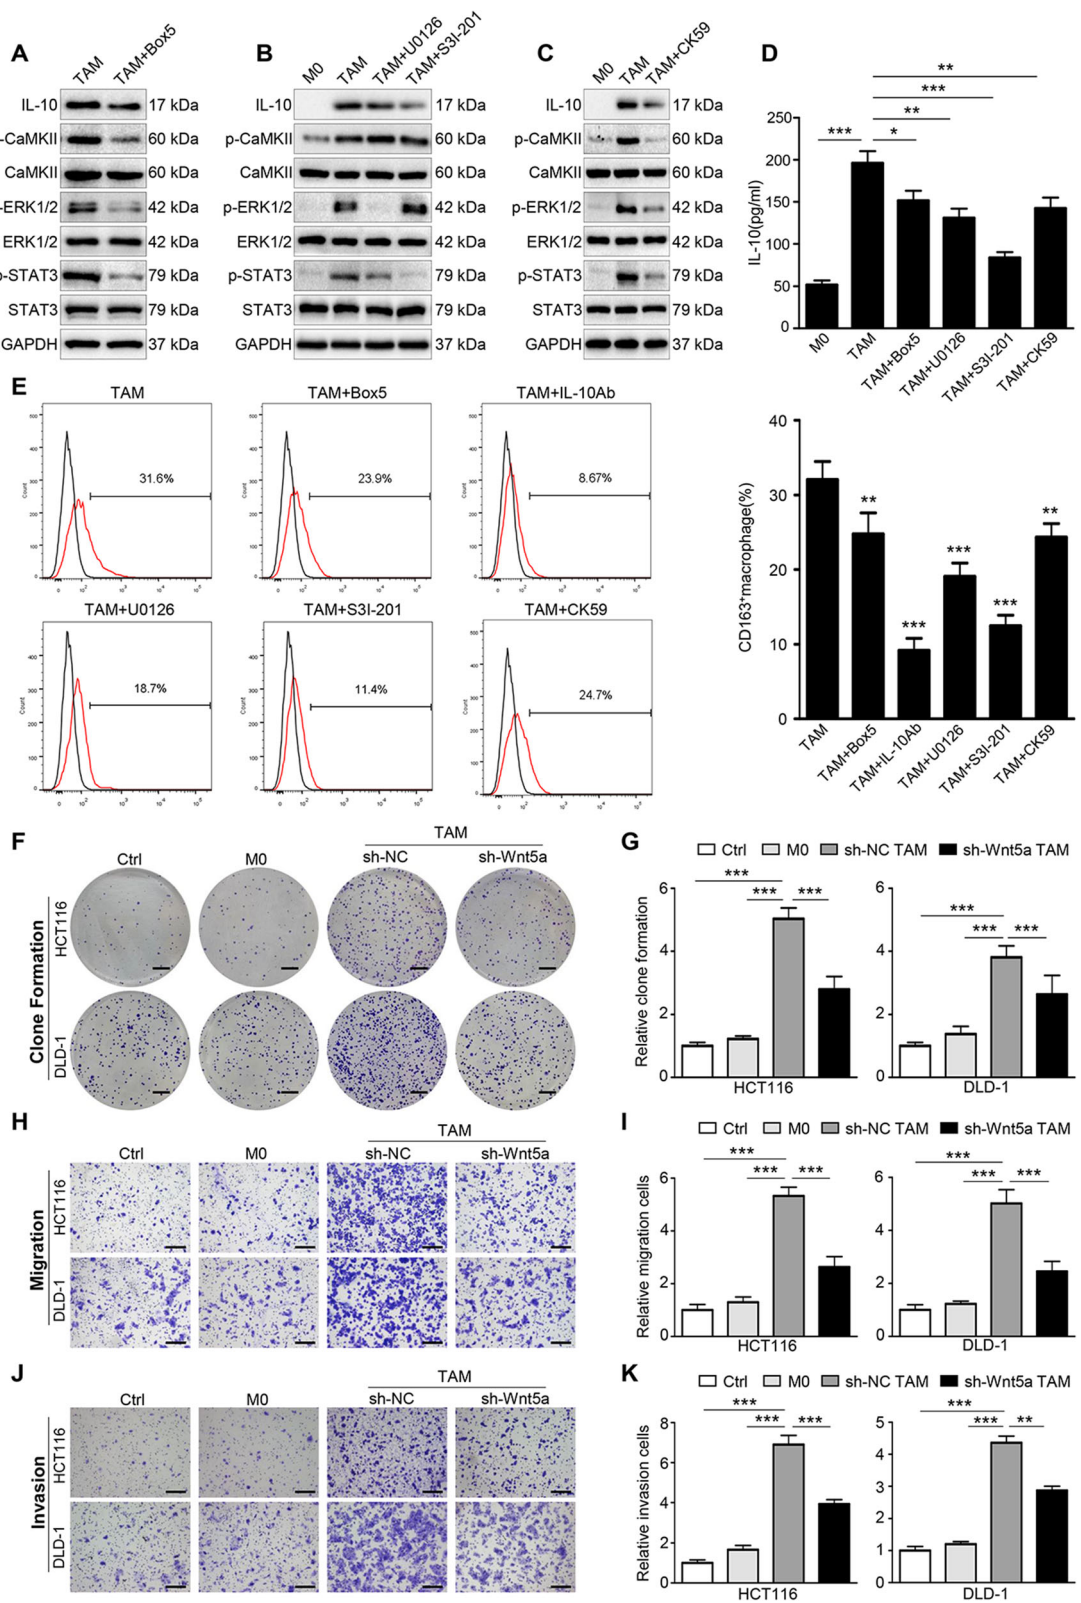 A
TAM
TAM+Box5
IL-10
17 kDa
p-CaMKII
60 kDa
CaMKII
60 kDa
-ERK1/2
42 kDa
ERK1/2
42 kDa
p-STAT3
79 kDa
STAT3
79 kDa
GAPDH
37 kDa
B
M0
TAM
TAM+U0126
TAM+S3I-201
IL-10
17 kDa
p-CaMKII
60 kDa
CaMKII
60 kDa
p-ERK1/2
42 kDa
ERK1/2
42 kDa
p-STAT3
79 kDa
STAT3
79 kDa
GAPDH
37 kDa
C
M0
TAM
TAM+CK59
IL-10
17 kDa
p-CaMKII
60 kDa
CaMKII
60 kDa
p-ERK1/2
42 kDa
ERK1/2
42 kDa
p-STAT3
79 kDa
STAT3
79 kDa
GAPDH
37 kDa
D
**
***
**
*** *
IL-10(pg/ml)
250
200
150
100
50
0
M0
TAM
TAM+Box5
TAM+U0126
TAM+S3I-201
TAM+CK59
E
TAM
31.6%
TAM+Box5
23.9%
TAM+IL-10Ab
8.67%
TAM+U0126
18.7%
TAM+S3I-201
11.4%
TAM+CK59
24.7%
CD163+macrophage(%)
40
30
20
10
0
**
***
***
***
**
TAM
TAM+Box5
TAM+IL-10Ab
TAM+U0126
TAM+S3I-201
TAM+CK59
F
TAM
Ctrl M0 sh-NC sh-Wnt5a
Clone Formation
HCT116
DLD-1
G
Ctrl M0 sh-NC TAM sh-Wnt5a TAM
Relative clone formation
6
4
2
0
***
*** ***
HCT116
6
4
2
0
***
*** ***
DLD-1
H
TAM
Ctrl M0 sh-NC sh-Wnt5a
Migration
HCT116
DLD-1
I
Ctrl M0 sh-NC TAM sh-Wnt5a TAM
Relative migration cells
6
4
2
0
***
*** ***
HCT116
6
4
2
0
***
*** ***
DLD-1
J
TAM
Ctrl M0 sh-NC sh-Wnt5a
Invasion
HCT116
DLD-1
K
Ctrl M0 sh-NC TAM sh-Wnt5a TAM
Relative invasion cells
8
6
4
2
0
***
*** ***
HCT116
5
4
3
2
1
0
***
*** **
DLD-1